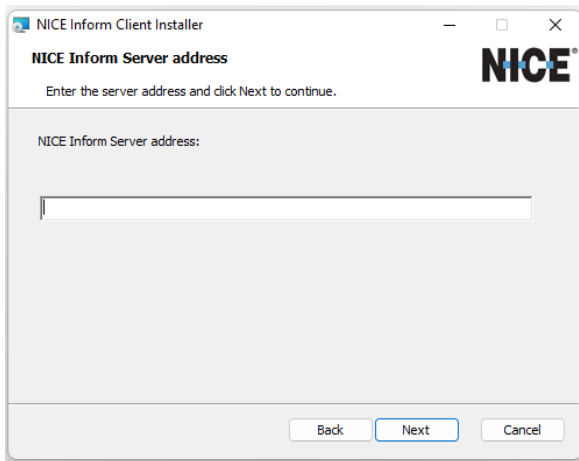 NICE Inform Client Installer
NICE Inform Server address
NICE®
Enter the server address and click Next to continue.
NICE Inform Server address:
Back Next Cancel